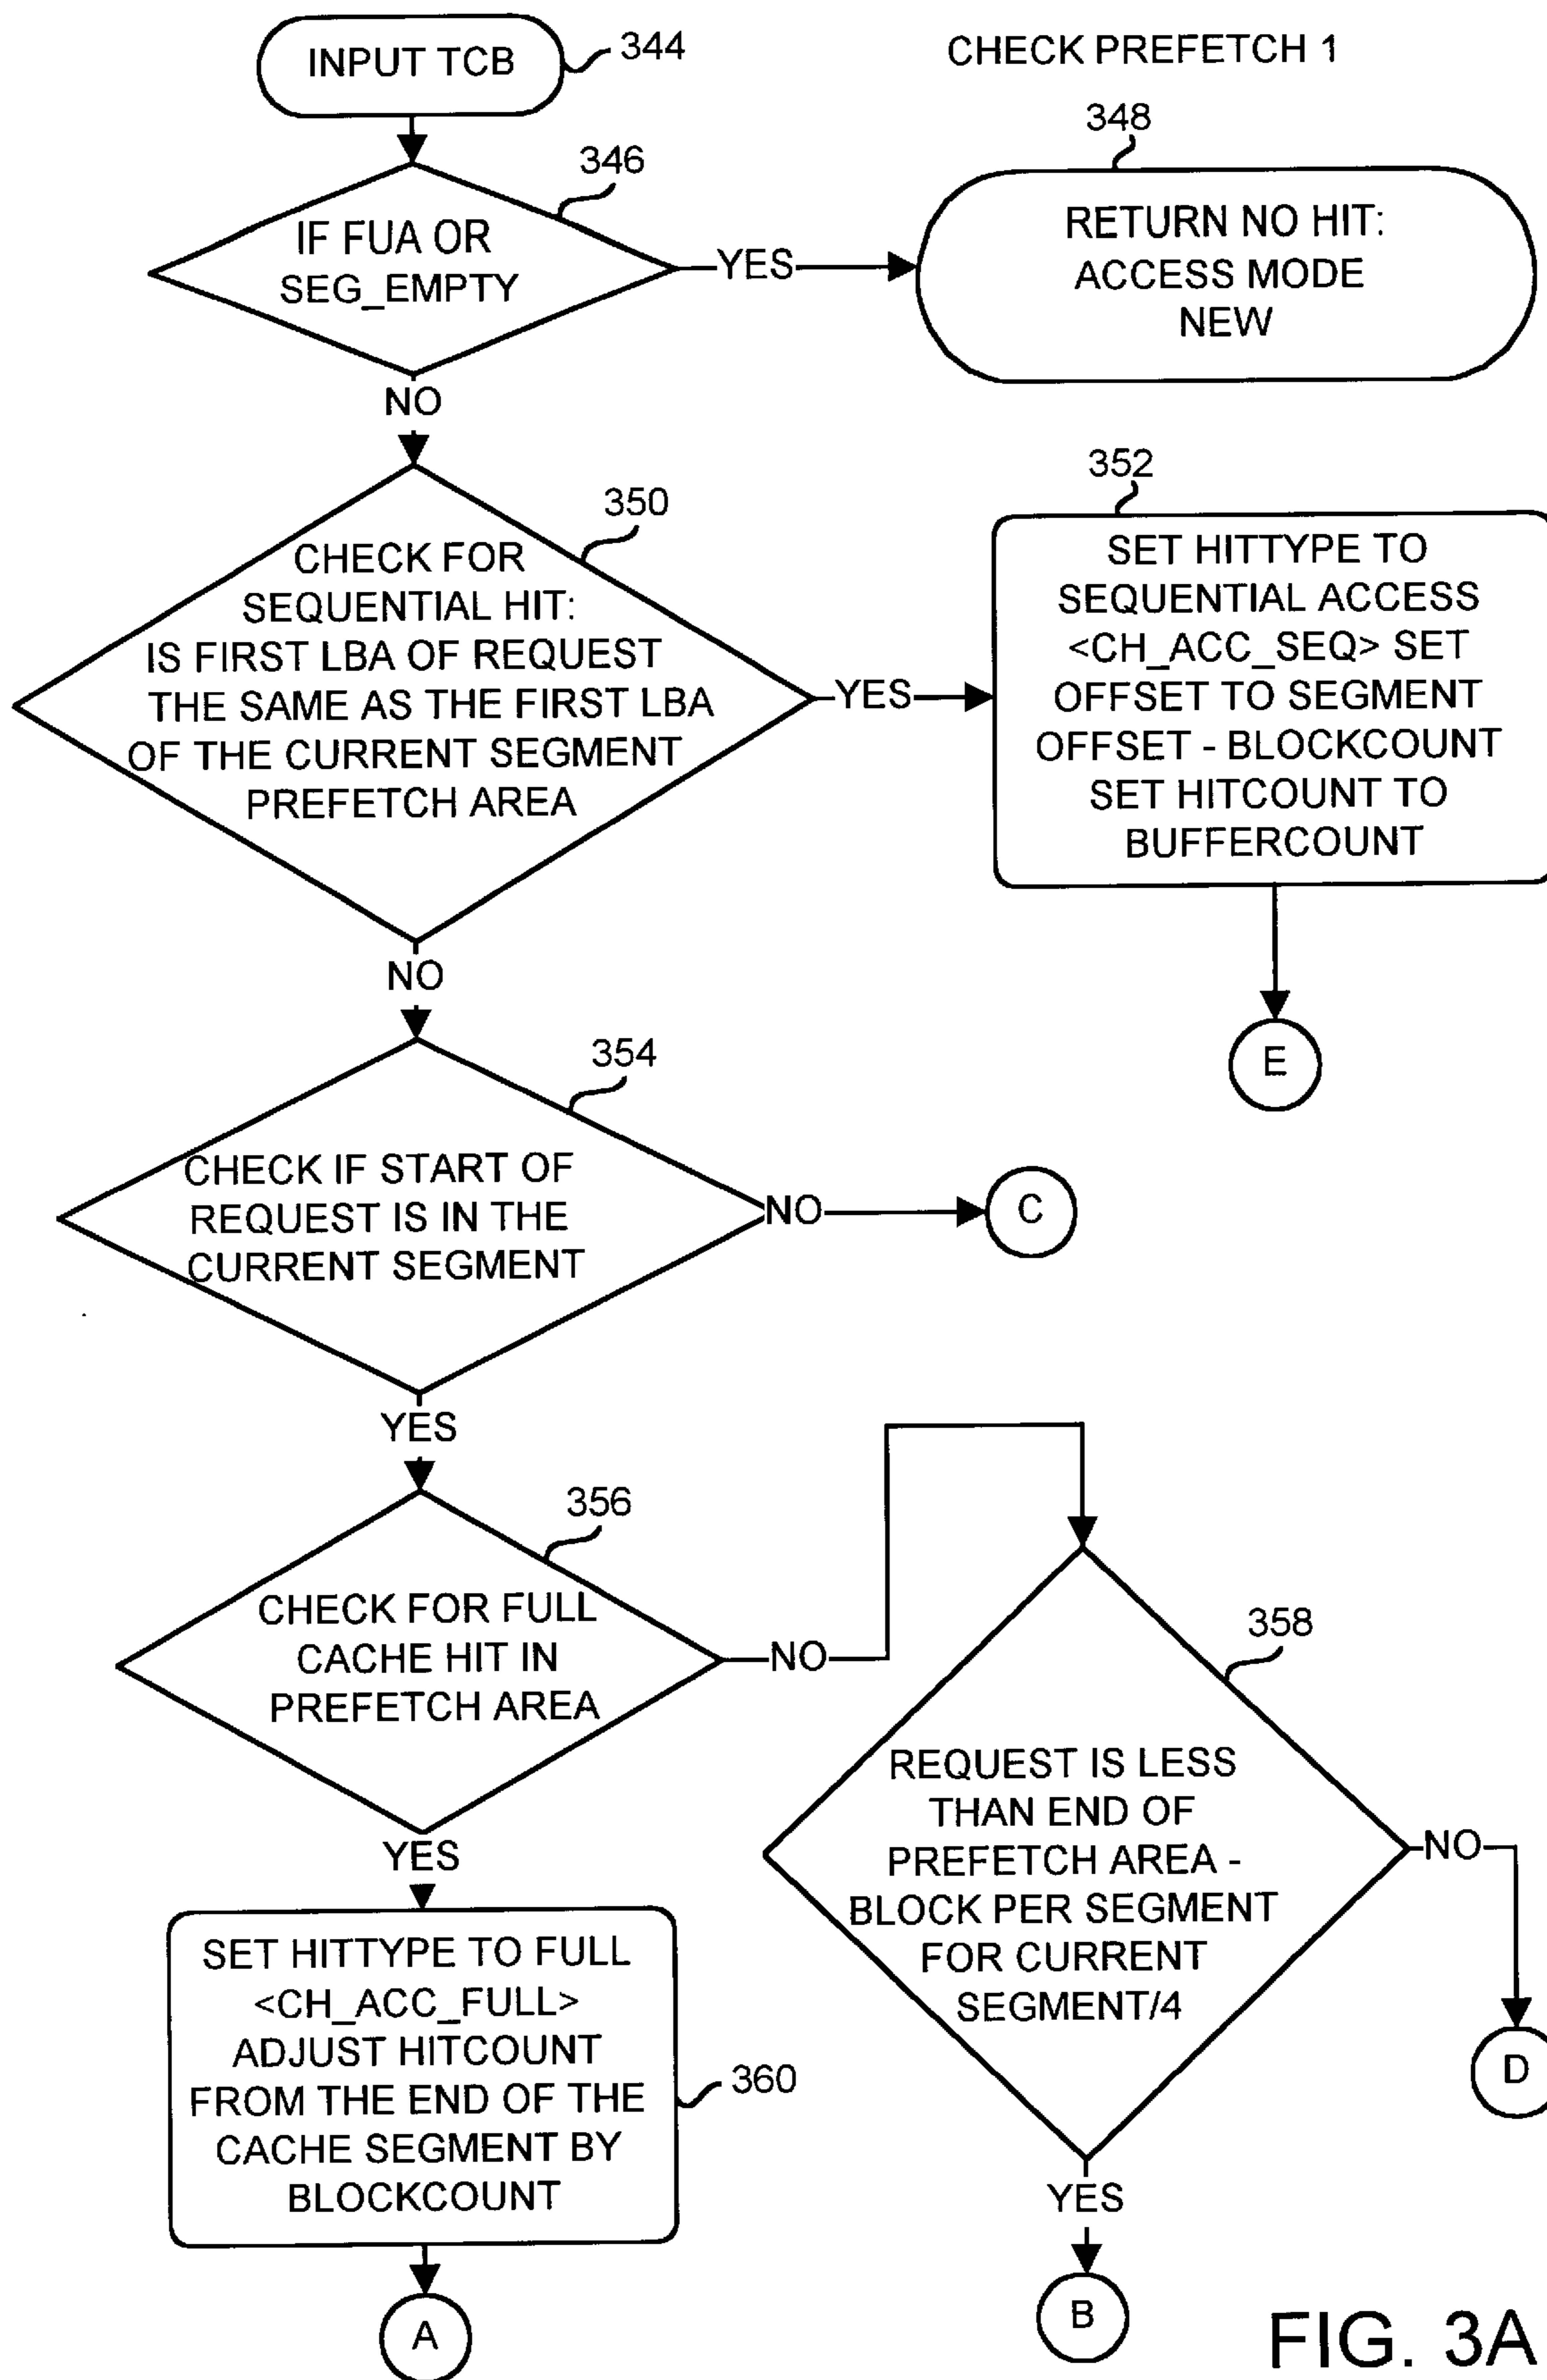 INPUT TCB
344
CHECK PREFETCH 1
346
IF FUA OR
SEG_EMPTY
YES
348
RETURN NO HIT:
ACCESS MODE
NEW
NO
350
CHECK FOR
SEQUENTIAL HIT:
IS FIRST LBA OF REQUEST
THE SAME AS THE FIRST LBA
OF THE CURRENT SEGMENT
PREFETCH AREA
YES
352
SET HITTYPE TO
SEQUENTIAL ACCESS
<CH_ACC_SEQ> SET
OFFSET TO SEGMENT
OFFSET - BLOCKCOUNT
SET HITCOUNT TO
BUFFERCOUNT
E
NO
354
CHECK IF START OF
REQUEST IS IN THE
CURRENT SEGMENT
NO
C
YES
356
CHECK FOR FULL
CACHE HIT IN
PREFETCH AREA
NO
358
REQUEST IS LESS
THAN END OF
PREFETCH AREA -
BLOCK PER SEGMENT
FOR CURRENT
SEGMENT/4
NO
D
YES
B
YES
SET HITTYPE TO FULL
<CH_ACC_FULL>
ADJUST HITCOUNT
FROM THE END OF THE
CACHE SEGMENT BY
BLOCKCOUNT
360
A
FIG. 3A